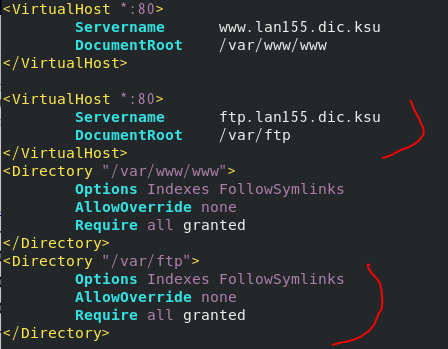 <VirtualHost *:80>
        Servername      www.lan155.dic.ksu
        DocumentRoot    /var/www/www
</VirtualHost>

<VirtualHost *:80>
        Servername      ftp.lan155.dic.ksu
        DocumentRoot    /var/ftp
</VirtualHost>
<Directory "/var/www/www">
        Options Indexes FollowSymlinks
        AllowOverride none
        Require all granted
</Directory>
<Directory "/var/ftp">
        Options Indexes FollowSymlinks
        AllowOverride none
        Require all granted
</Directory>